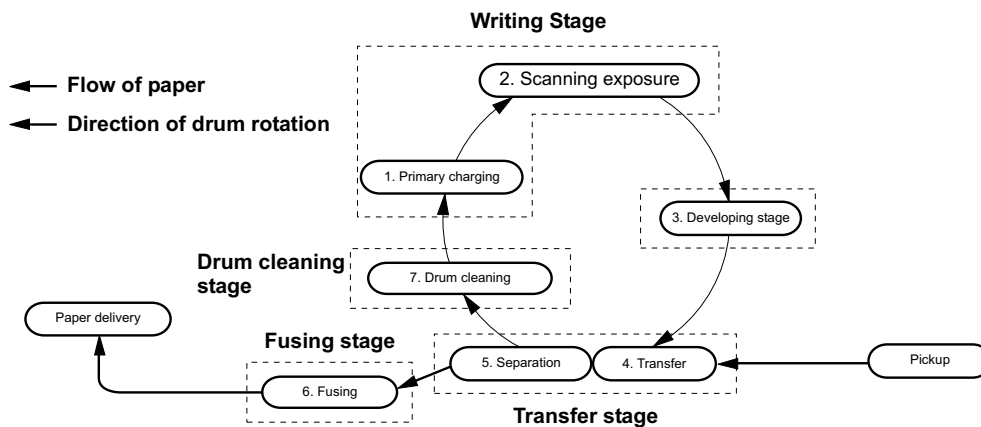 Writing Stage
2. Scanning exposure
Flow of paper
Direction of drum rotation
1. Primary charging
3. Developing stage
Drum cleaning
stage
7. Drum cleaning
Paper delivery
Fusing stage
5. Separation
4. Transfer
Pickup
6. Fusing
Transfer stage